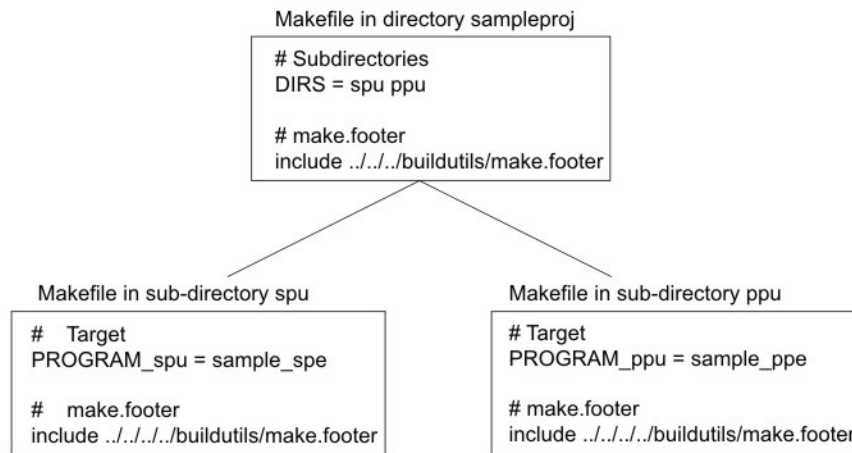 Makefile in directory sampleproj
# Subdirectories
DIRS = spu ppu
# make.footer
include ../../../buildutils/make.footer
Makefile in sub-directory spu
# Target
PROGRAM_spu = sample_spe
# make.footer
include ../../../../buildutils/make.footer
Makefile in sub-directory ppu
# Target
PROGRAM_ppu = sample_ppe
# make.footer
include ../../../../buildutils/make.footer